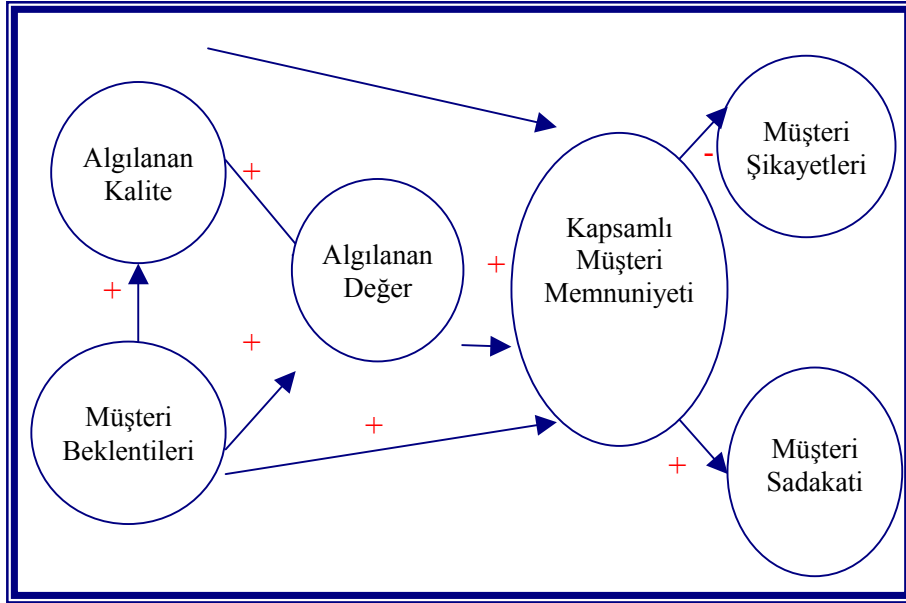 Algılanan
Kalite
+
Algılanan
Değer
+
Kapsamlı
Müşteri
Memnuniyeti
-
Müşteri
Şikayetleri
+
+
Müşteri
Beklentileri
+
+
Müşteri
Sadakati